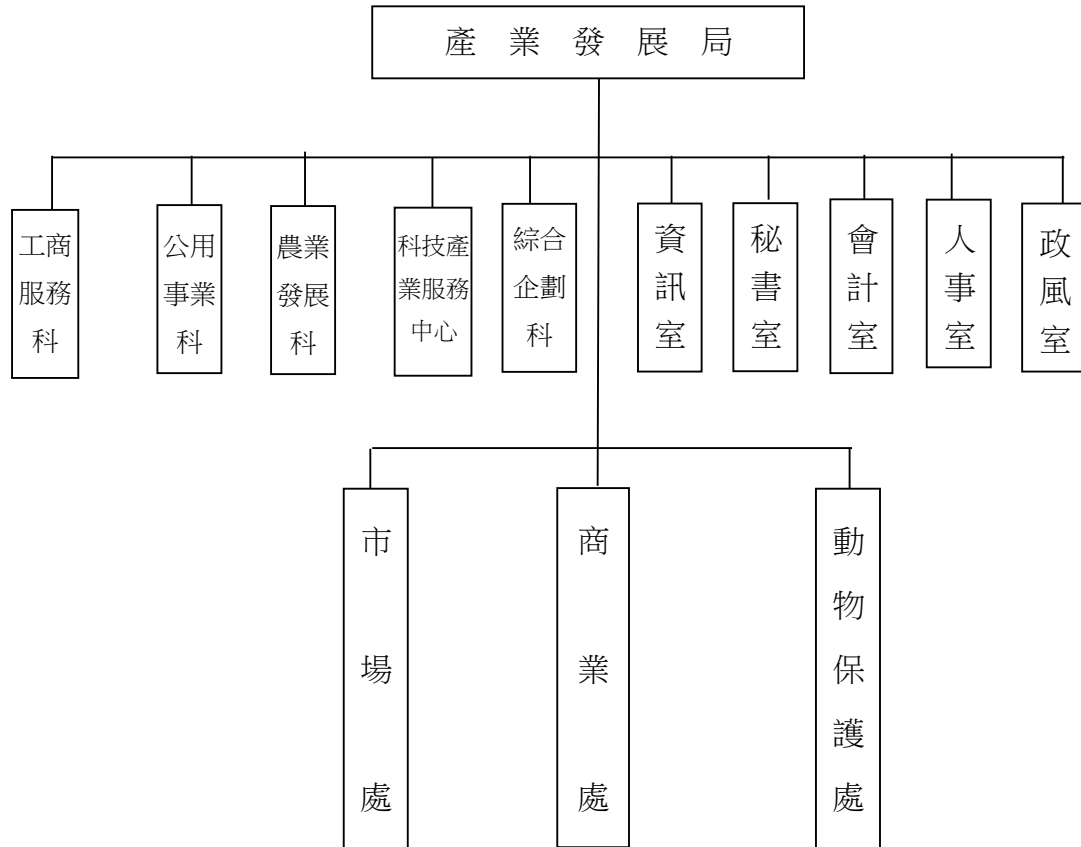 產業發展局
工商
服務
科
公用
事業
科
農業
發展
科
科技產
業服務
中心
綜合
企劃
科
資訊室
秘書室
會計室
人事室
政風室
市場處
商業處
動物保護處